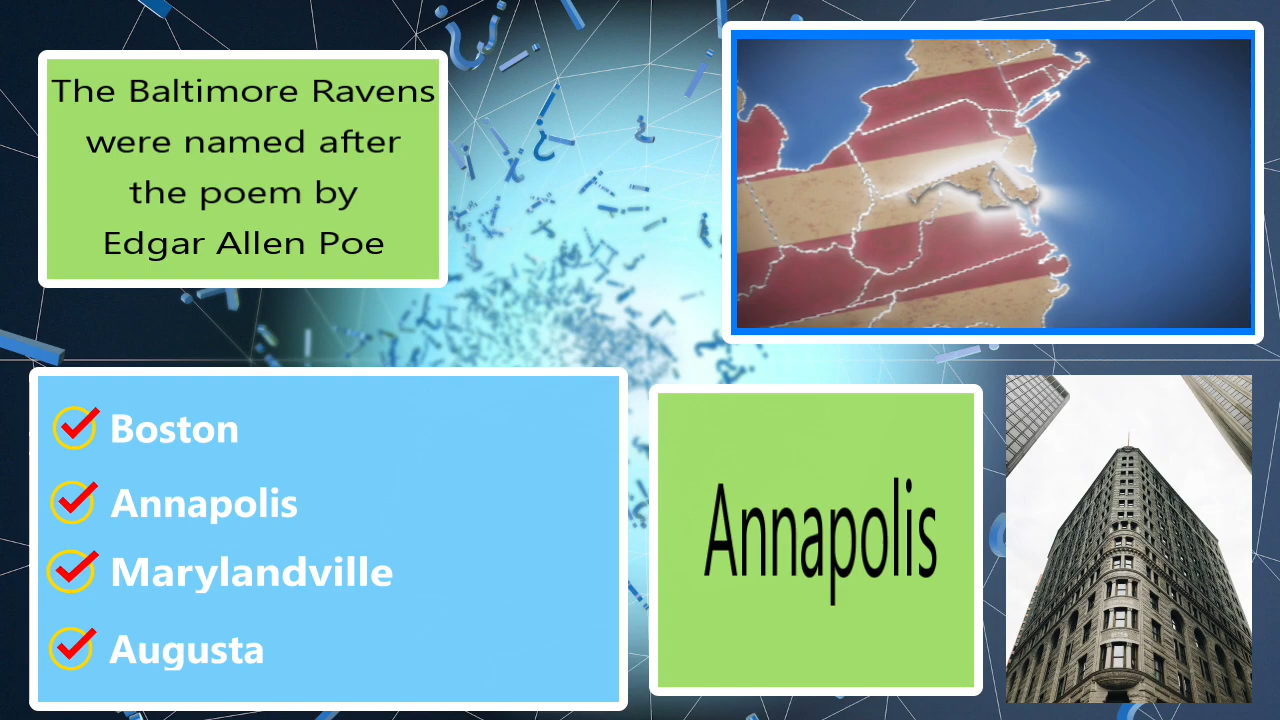 The Baltimore Ravens
were named after
the poem by
Edgar Allen Poe
Boston
Annapolis
Marylandville
Augusta
Annapolis